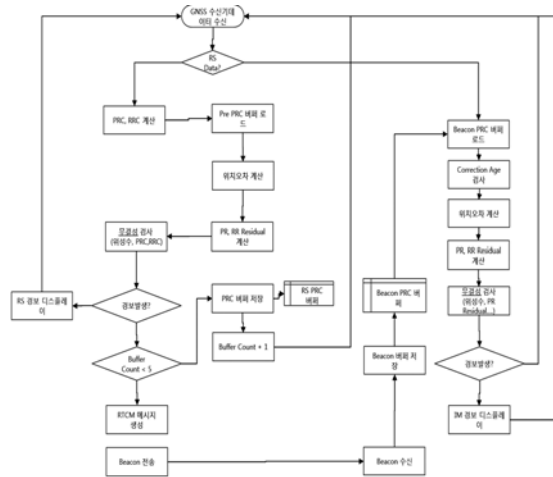 GNSS 수신기데
이터 수신
RS
Data?
PRC, RRC 계산
Pre PRC 버퍼 로
드
위치오차 계산
PR, RR Residual
계산
무결성 검사
(위성수, PRC,RRC)
경보발생?
RS 경보 디스플레
이
Buffer
Count < 5
PRC 버퍼 저장
RS PRC
버퍼
Buffer Count + 1
RTCM 메시지
생성
Beacon 전송
Beacon 수신
Beacon 버퍼 저
장
Beacon PRC 버
퍼
Beacon PRC 버퍼
로드
Correction Age
검사
위치오차 계산
PR, RR Residual
계산
무결성 검사
(위성수, PR
Residual...)
경보발생?
IM 경보 디스플레
이